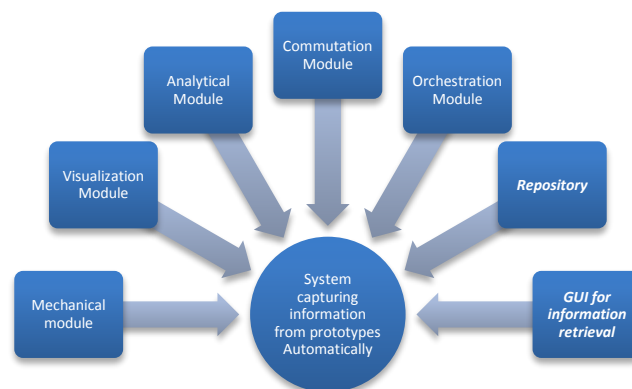 Commutation
Module
Analytical
Module
Orchestration
Module
Visualization
Module
Repository
Mechanical
module
System
capturing
information
from prototypes
Automatically
GUI for
information
retrieval